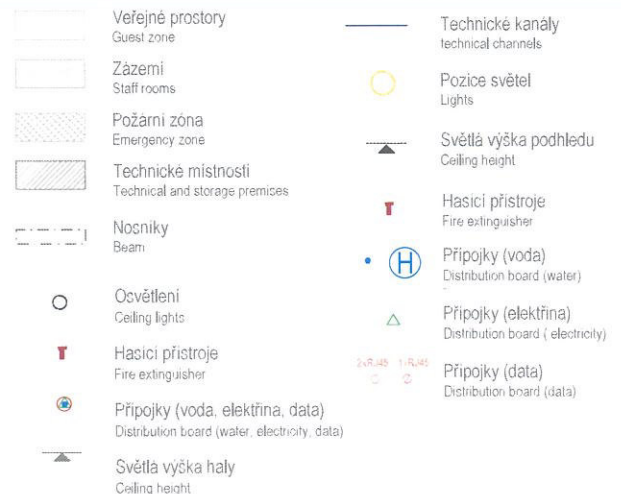 Veřejné prostory
Guest zone
Zázemí
Staff rooms
Požární zóna
Emergency zone
Technické místnosti
Technical and storage premises
Nosníky
Beam
Osvětlení
Ceiling lights
Hasicí přístroje
Fire extinguisher
Přípojky (voda, elektřina, data)
Distribution board (water, electricity, data)
Světlá výška haly
Ceiling height
Technické kanály
technical channels
Pozice světel
Lights
Světlá výška podhledu
Ceiling height
Hasicí přístroje
Fire extinguisher
H
Přípojky (voda)
Distribution board (water)
Přípojky (elektřina)
Distribution board ( electricity)
2xRJ45 1xRJ45
Přípojky (data)
Distribution board (data)